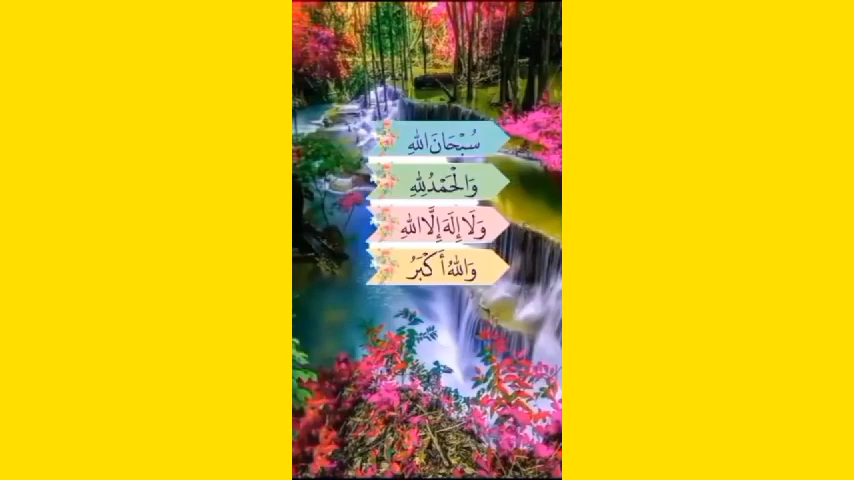 سُبْحَانَ اللهِ
وَالْحَمْدُ لِلهِ
وَلَا إِلَهَ إِلَّا اللهِ
وَاللهُ أَكْبَرُ